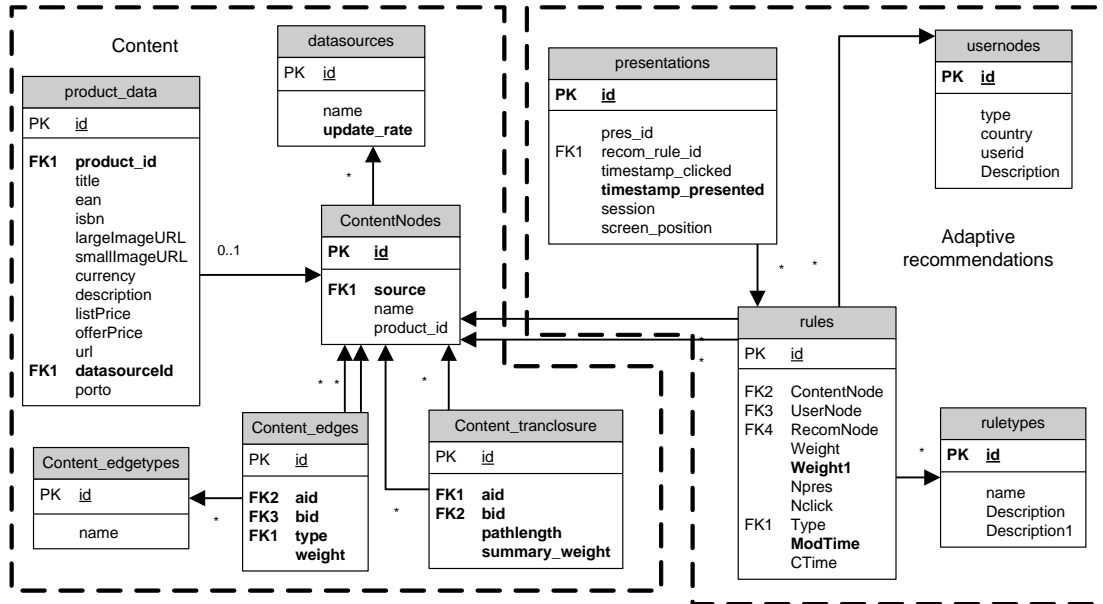 Content
datasources
PK id
name
update_rate
product_data
PK id
FK1 product_id
title
ean
isbn
largeImageURL
smallImageURL
currency
description
listPrice
offerPrice
url
FK1 datasourceId
porto
0..1
*
ContentNodes
PK id
FK1 source
name
product_id
* *
*
*
Content_edgetypes
PK id
name
*
Content_edges
PK id
FK2 aid
FK3 bid
FK1 type
weight
Content_tranclosure
PK id
FK1 aid
FK2 bid
pathlength
summary_weight
presentations
PK id
pres_id
FK1 recom_rule_id
timestamp_clicked
timestamp_presented
session
screen_position
usernodes
PK id
type
country
userid
Description
Adaptive
recommendations
* *
*
*
rules
PK id
FK2 ContentNode
FK3 UserNode
FK4 RecomNode
Weight
Weight1
Npres
Nclick
FK1 Type
ModTime
CTime
*
ruletypes
PK id
name
Description
Description1